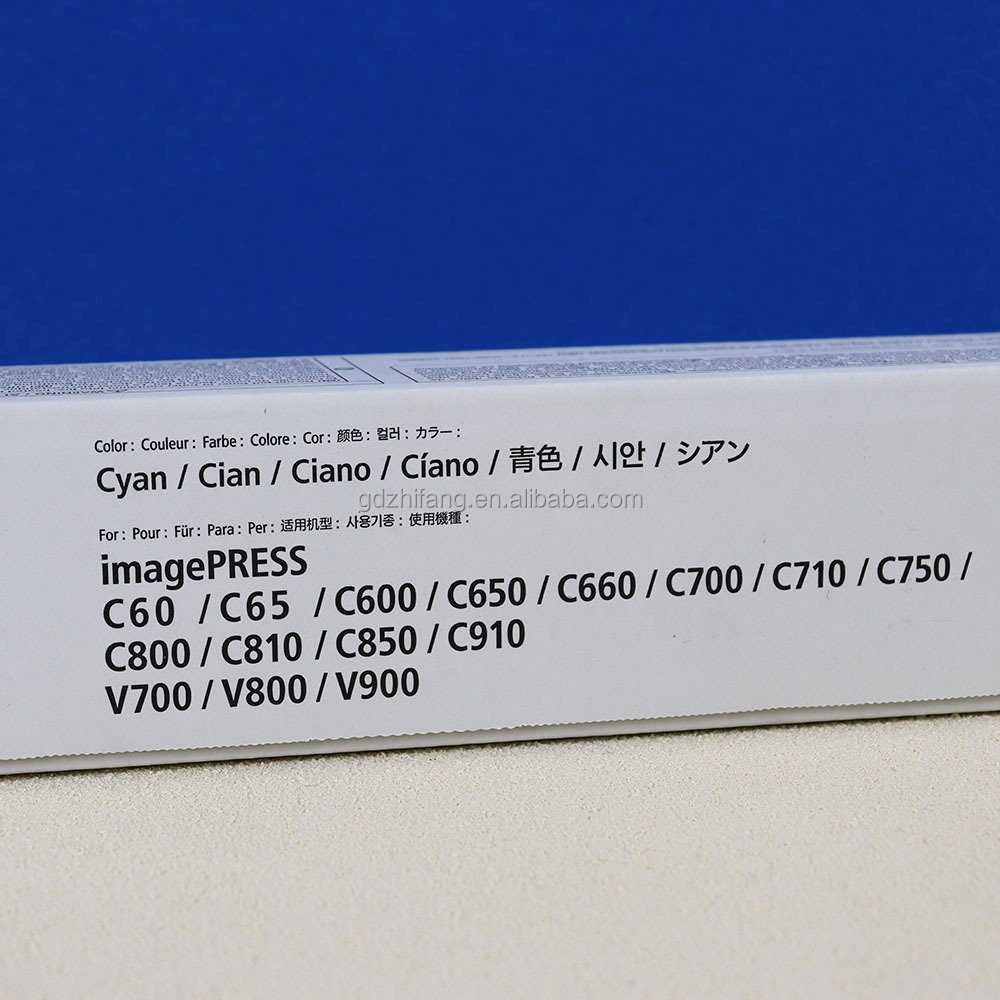 Color : Couleur : Farbe : Colore : Cor : 颜色 : 컬러 : カラー :
Cyan / Cian / Ciano / Cíano / 青色 / 시안 / シアン
gdzhifang.en.alibaba.com
For : Pour : Für : Para : Per : 适用机型 : 사용기종 : 使用機種 :
imagePRESS
C60 / C65 / C600 / C650 / C660 / C700 / C710 / C750 /
C800 / C810 / C850 / C910
V700 / V800 / V900